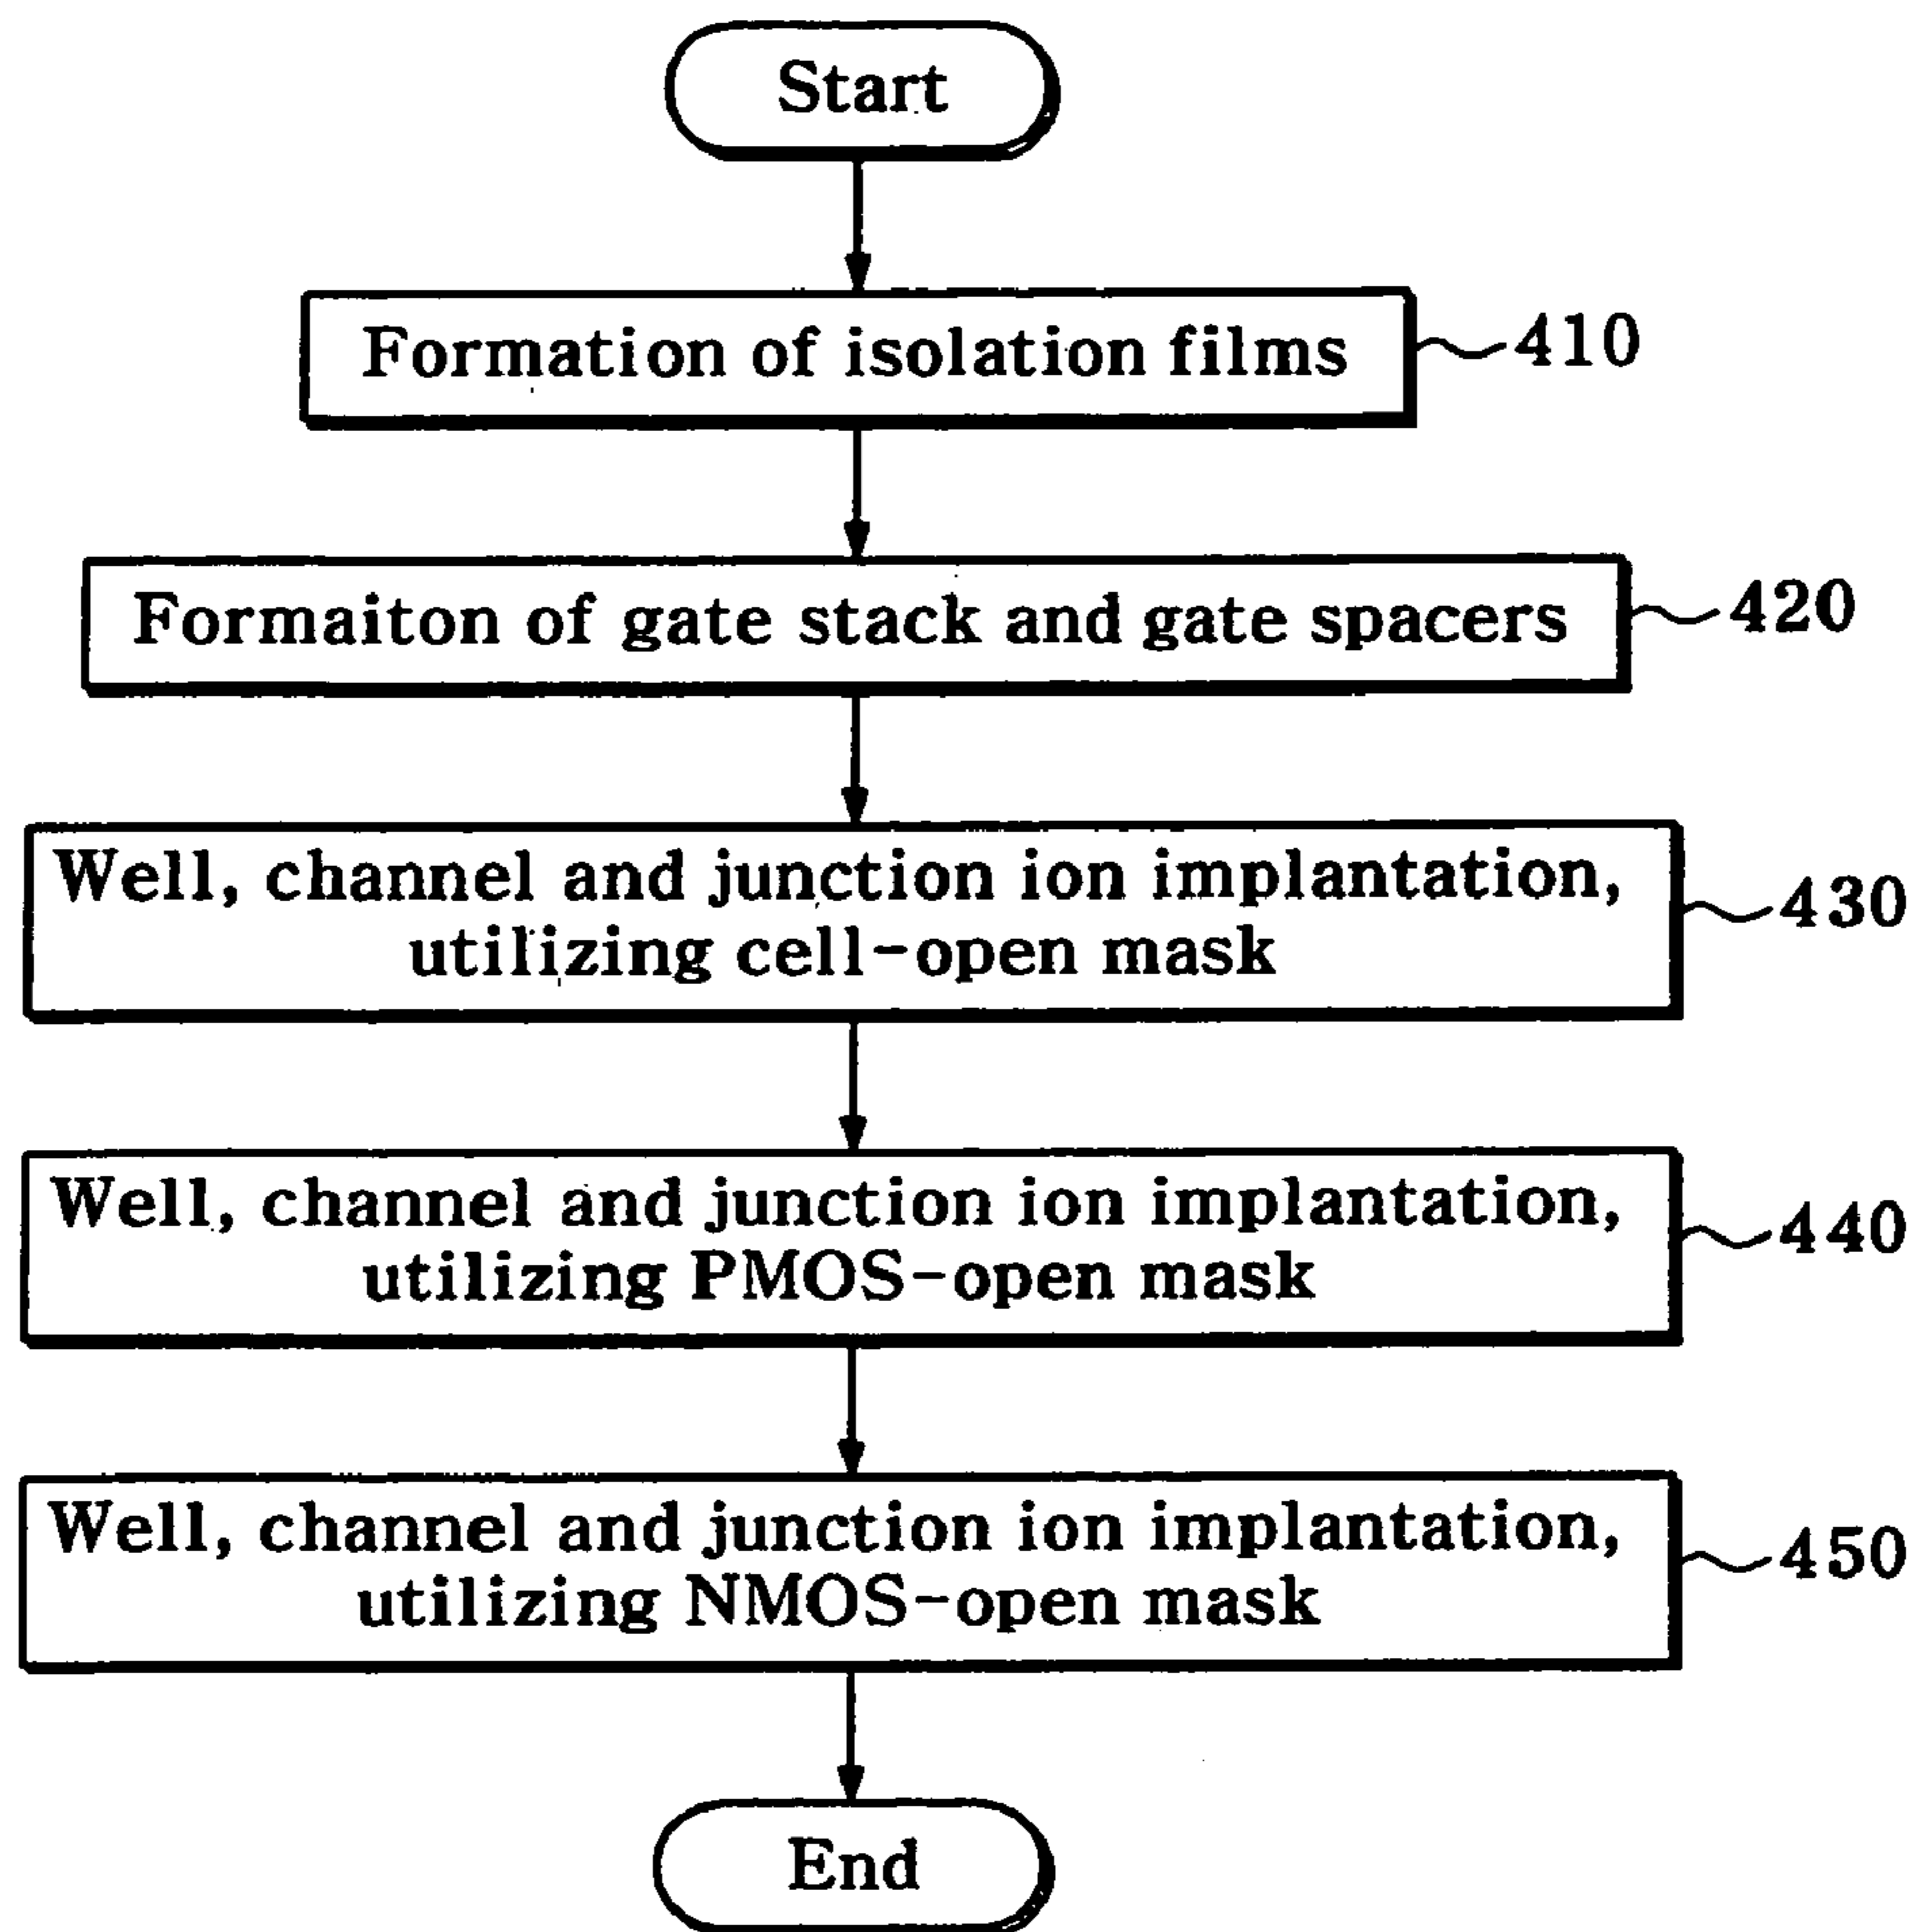 Start
Formation of isolation films
410
Formaiton of gate stack and gate spacers
420
Well, channel and junction ion implantation,
utilizing cell-open mask
430
Well, channel and junction ion implantation,
utilizing PMOS-open mask
440
Well, channel and junction ion implantation,
utilizing NMOS-open mask
450
End